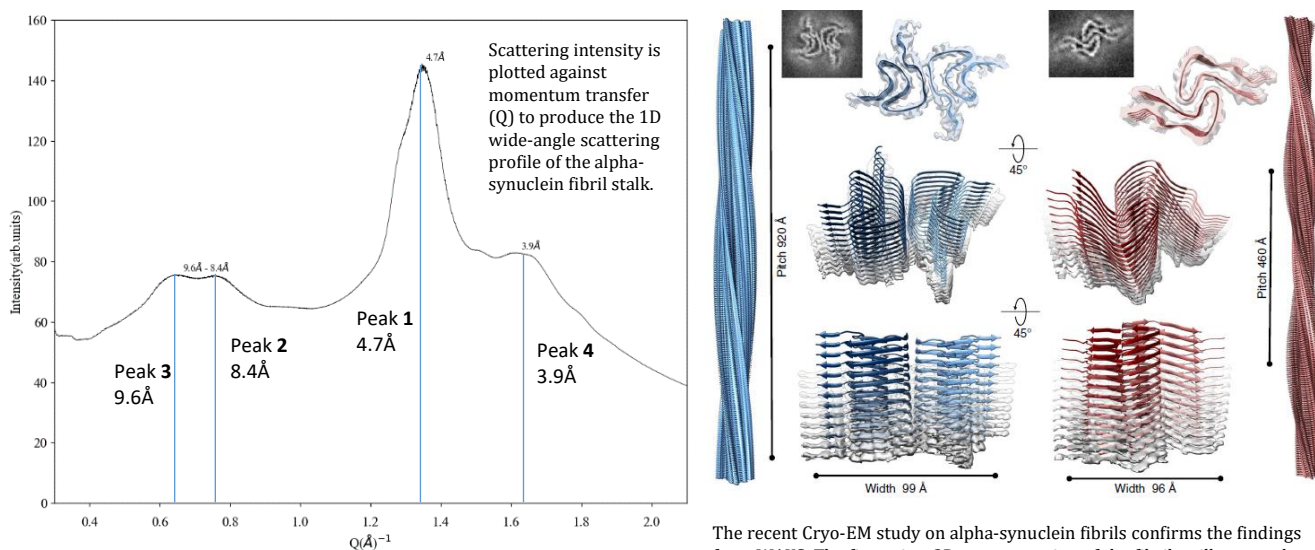 160
140
120
100
80
60
40
20
0
Intensity(arb.units)
0.4
0.6
0.8
1.0
1.2
1.4
1.6
1.8
2.0
Q(Å)⁻¹
4.7Å
9.6Å - 8.4Å
3.9Å
Scattering intensity is
plotted against
momentum transfer
(Q) to produce the 1D
wide-angle scattering
profile of the alpha-
synuclein fibril stalk.
Peak 3
9.6Å
Peak 2
8.4Å
Peak 1
4.7Å
Peak 4
3.9Å
Pitch 920 Å
45°
45°
Pitch 460 Å
Width 99 Å
Width 96 Å
The recent Cryo-EM study on alpha-synuclein fibrils confirms the findings